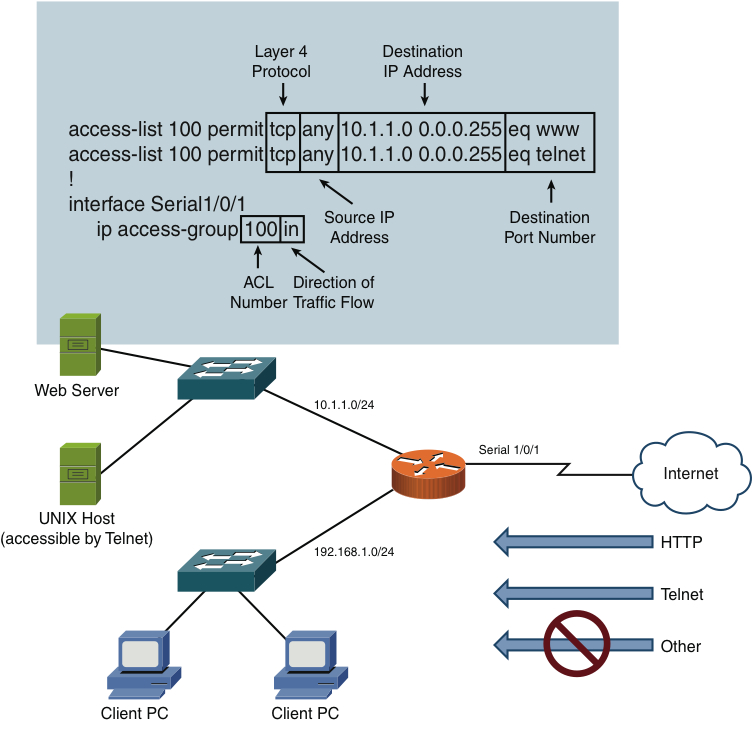 Layer 4
Protocol
Destination
IP Address
access-list 100 permit tcp any 10.1.1.0 0.0.0.255 eq www
access-list 100 permit tcp any 10.1.1.0 0.0.0.255 eq telnet
!
interface Serial1/0/1
ip access-group 100 in
Source IP
Address
Destination
Port Number
ACL
Number
Direction of
Traffic Flow
Web Server
10.1.1.0/24
Serial 1/0/1
Internet
UNIX Host
(accessible by Telnet)
192.168.1.0/24
HTTP
Telnet
Other
Client PC
Client PC